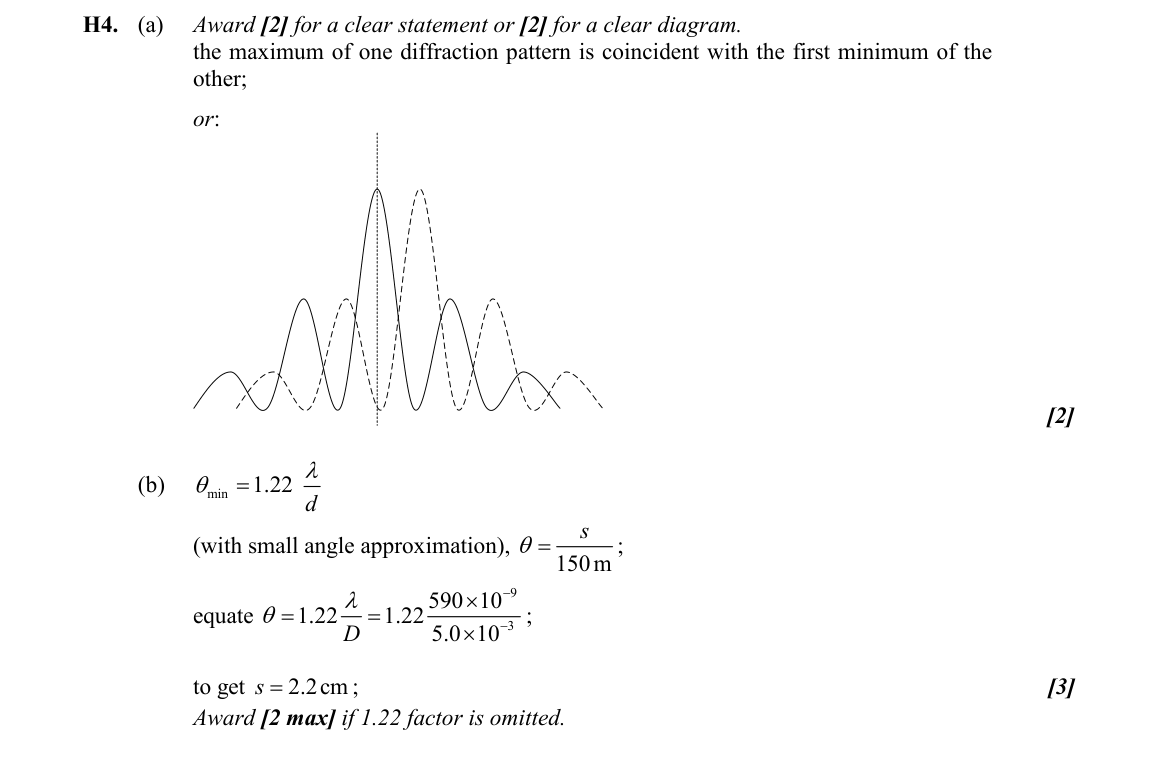 H4. (a) Award [2] for a clear statement or [2] for a clear diagram.
the maximum of one diffraction pattern is coincident with the first minimum of the
other;
or:
[2]
(b) θmin = 1.22 λ/d
(with small angle approximation), θ = s/150 m ;
equate θ = 1.22 λ/D = 1.22 590×10⁻⁹/5.0×10⁻³ ;
to get s = 2.2 cm ; [3]
Award [2 max] if 1.22 factor is omitted.